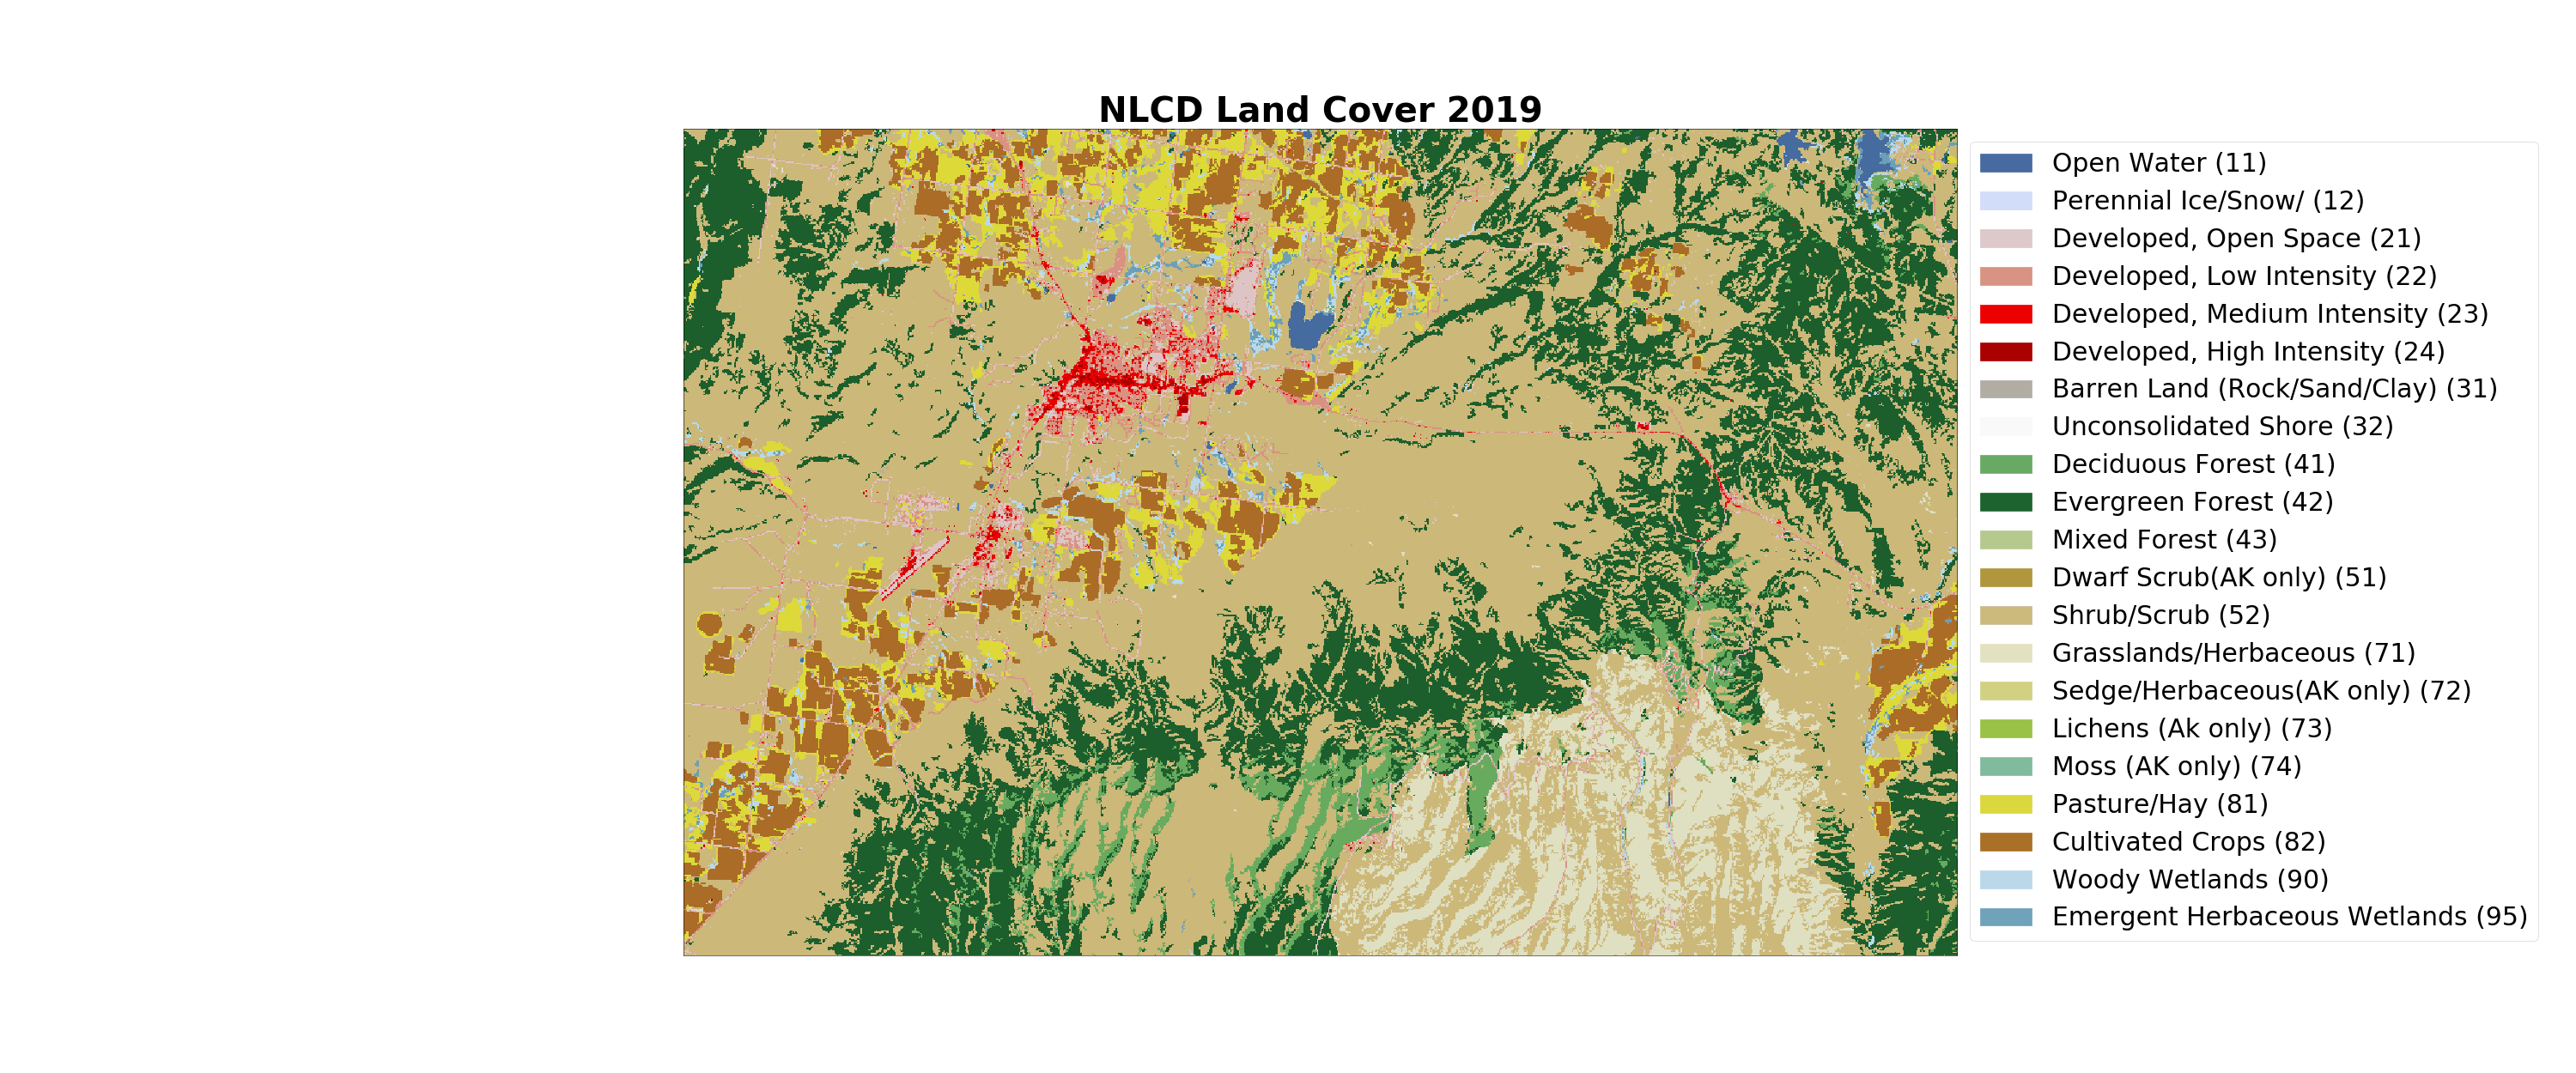 NLCD Land Cover 2019
Open Water (11)
Perennial Ice/Snow/ (12)
Developed, Open Space (21)
Developed, Low Intensity (22)
Developed, Medium Intensity (23)
Developed, High Intensity (24)
Barren Land (Rock/Sand/Clay) (31)
Unconsolidated Shore (32)
Deciduous Forest (41)
Evergreen Forest (42)
Mixed Forest (43)
Dwarf Scrub(AK only) (51)
Shrub/Scrub (52)
Grasslands/Herbaceous (71)
Sedge/Herbaceous(AK only) (72)
Lichens (Ak only) (73)
Moss (AK only) (74)
Pasture/Hay (81)
Cultivated Crops (82)
Woody Wetlands (90)
Emergent Herbaceous Wetlands (95)